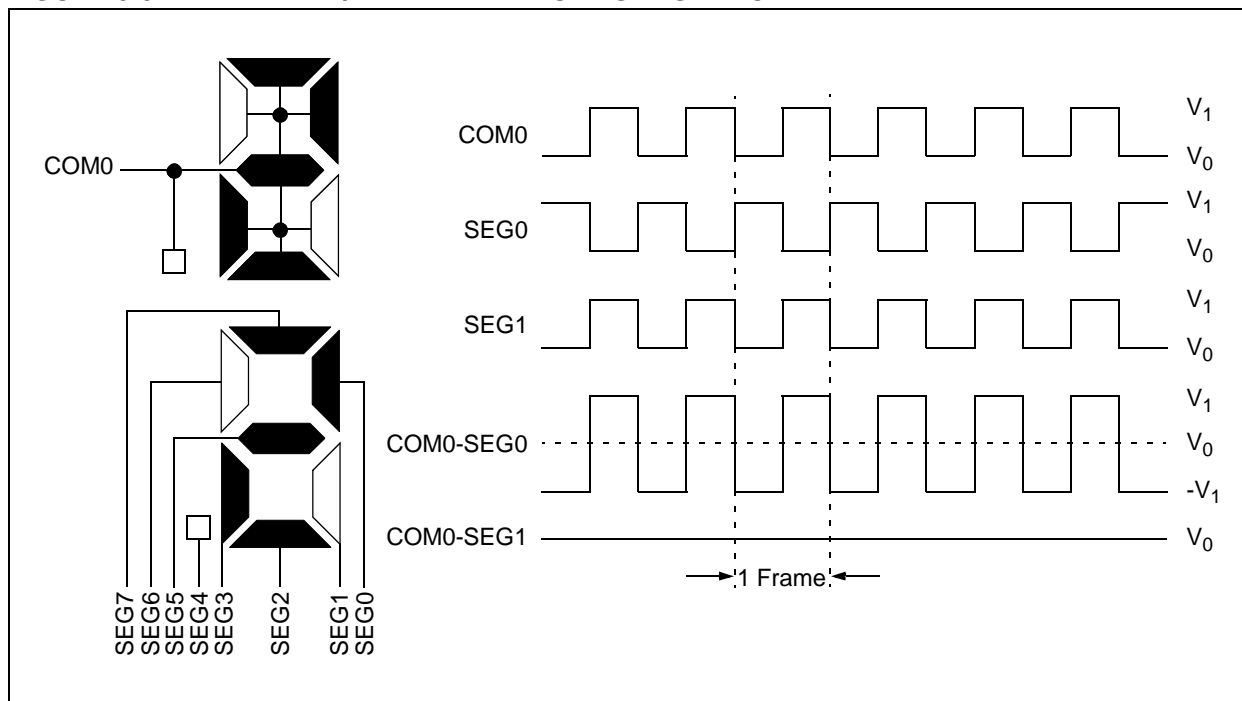 COM0
COM0
V1
V0
SEG0
V1
V0
SEG1
V1
V0
COM0-SEG0
V1
V0
-V1
COM0-SEG1
V0
1 Frame
SEG7
SEG6
SEG5
SEG4
SEG3
SEG2
SEG1
SEG0